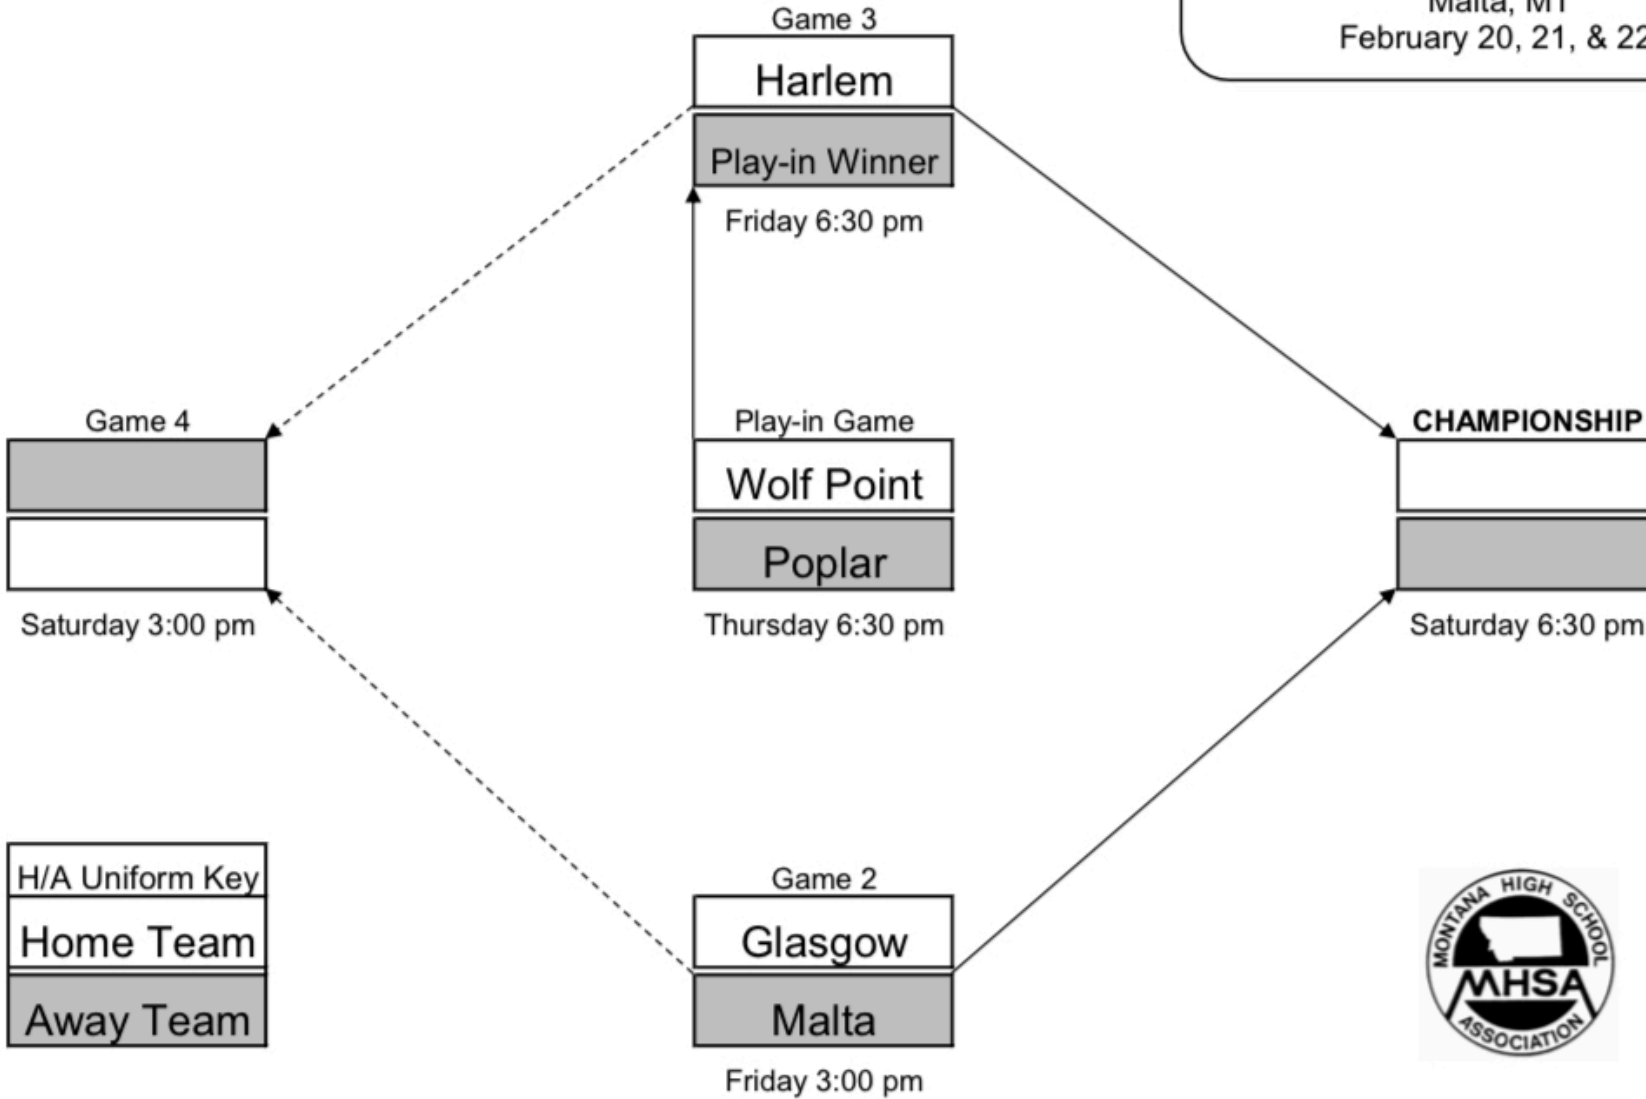 Malta, MT
February 20, 21, & 22
Game 3
Harlem
Play-in Winner
Friday 6:30 pm
Game 4
Saturday 3:00 pm
Play-in Game
Wolf Point
Poplar
Thursday 6:30 pm
CHAMPIONSHIP
Saturday 6:30 pm
H/A Uniform Key
Home Team
Away Team
Game 2
Glasgow
Malta
Friday 3:00 pm
MONTANA HIGH SCHOOL
MHSA
ASSOCIATION